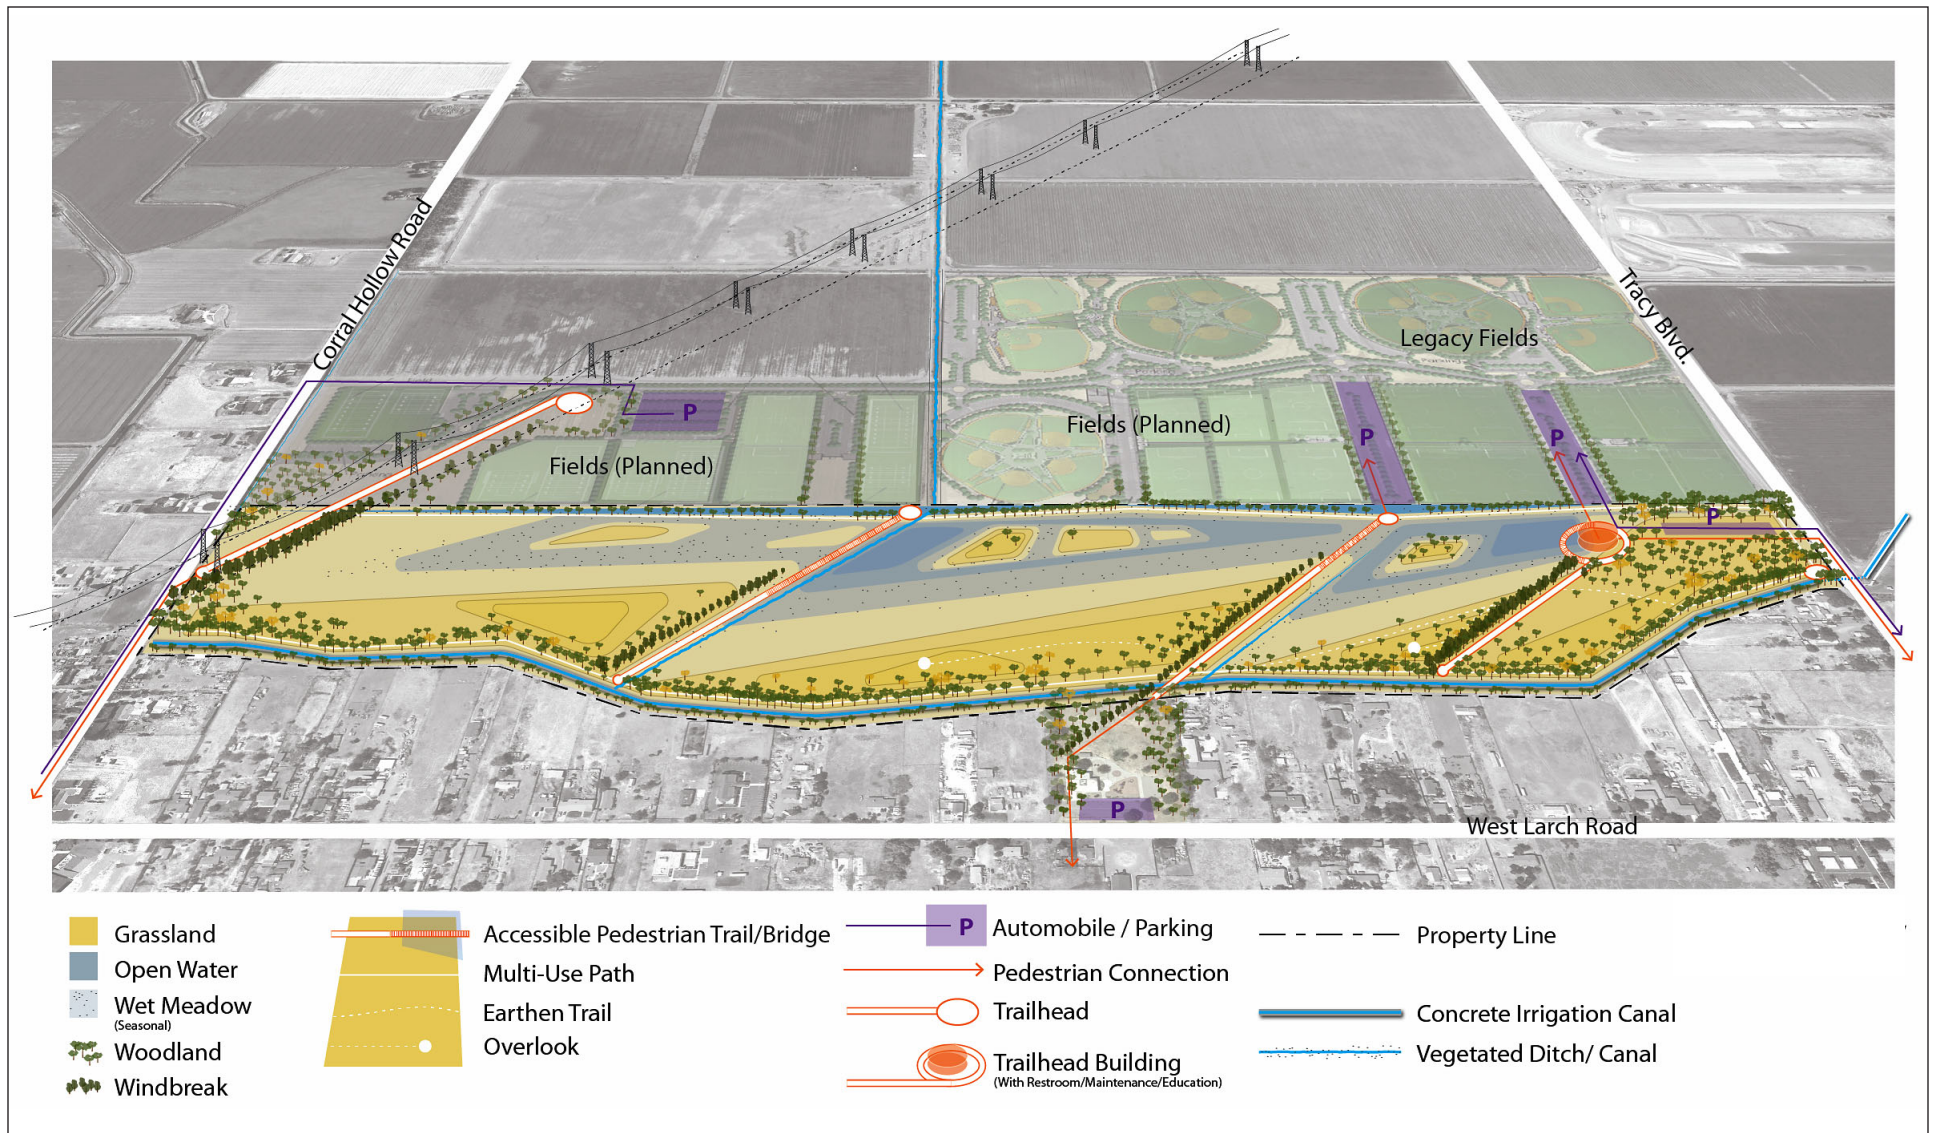 Corral Hollow Road
Tracy Blvd.
Legacy Fields
P
Fields (Planned)
P
P
Fields (Planned)
P
P
West Larch Road
Grassland
Open Water
Wet Meadow
(Seasonal)
Woodland
Windbreak
Accessible Pedestrian Trail/Bridge
Multi-Use Path
Earthen Trail
Overlook
P
Automobile / Parking
Pedestrian Connection
Trailhead
Trailhead Building
(With Restroom/Maintenance/Education)
Property Line
Concrete Irrigation Canal
Vegetated Ditch/ Canal